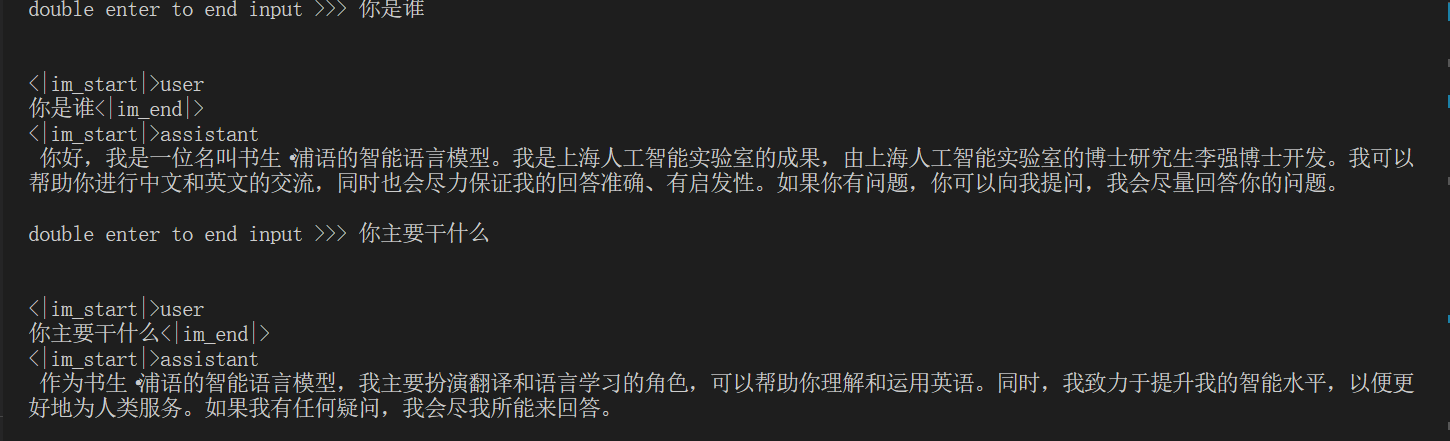 double enter to end input >>> 你是谁
<|im_start|>user
你是谁<|im_end|>
<|im_start|>assistant
你好，我是一位名叫书生·浦语的智能语言模型。我是上海人工智能实验室的成果，由上海人工智能实验室的博士研究生李强博士开发。我可以
帮助你进行中文和英文的交流，同时也会尽力保证我的回答准确、有启发性。如果你有问题，你可以向我提问，我会尽量回答你的问题。
double enter to end input >>> 你主要干什么
<|im_start|>user
你主要干什么<|im_end|>
<|im_start|>assistant
作为书生·浦语的智能语言模型，我主要扮演翻译和语言学习的角色，可以帮助你理解和运用英语。同时，我致力于提升我的智能水平，以便更
好地为人类服务。如果我有任何疑问，我会尽我所能来回答。